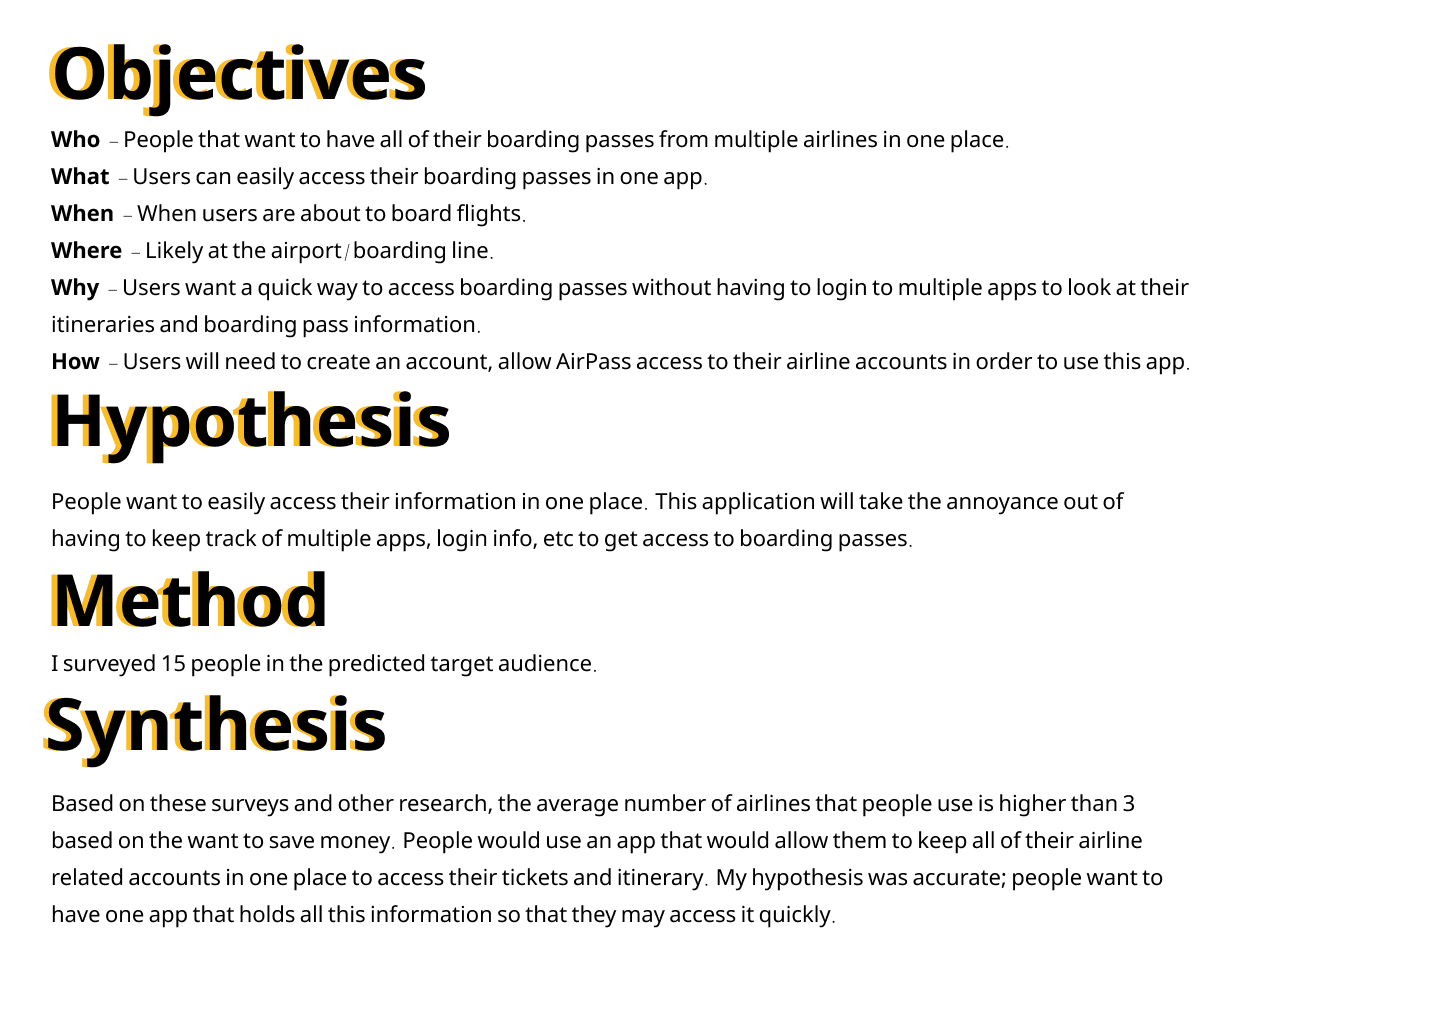 Objectives
Who – People that want to have all of their boarding passes from multiple airlines in one place.
What – Users can easily access their boarding passes in one app.
When – When users are about to board flights.
Where – Likely at the airport/boarding line.
Why – Users want a quick way to access boarding passes without having to login to multiple apps to look at their
itineraries and boarding pass information.
How – Users will need to create an account, allow AirPass access to their airline accounts in order to use this app.
Hypothesis
People want to easily access their information in one place. This application will take the annoyance out of
having to keep track of multiple apps, login info, etc to get access to boarding passes.
Method
I surveyed 15 people in the predicted target audience.
Synthesis
Based on these surveys and other research, the average number of airlines that people use is higher than 3
based on the want to save money. People would use an app that would allow them to keep all of their airline
related accounts in one place to access their tickets and itinerary. My hypothesis was accurate; people want to
have one app that holds all this information so that they may access it quickly.